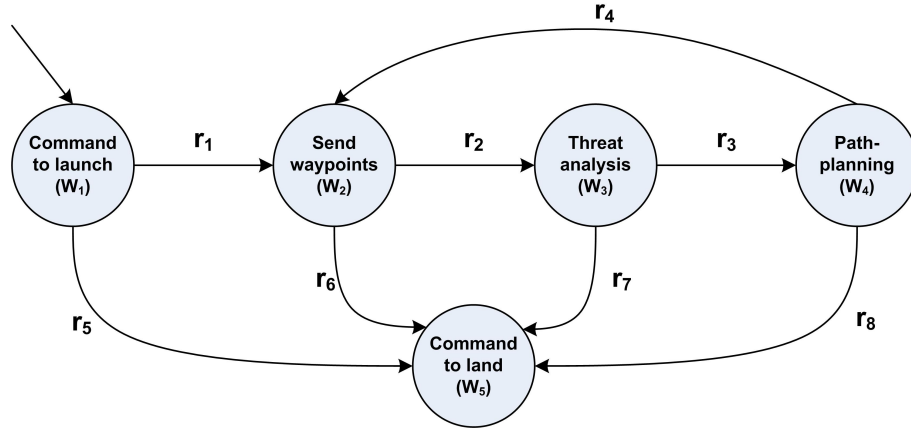 r₄
Command
to launch
(W₁)
r₁
Send
waypoints
(W₂)
r₂
Threat
analysis
(W₃)
r₃
Path-
planning
(W₄)
r₅
r₆
r₇
r₈
Command
to land
(W₅)